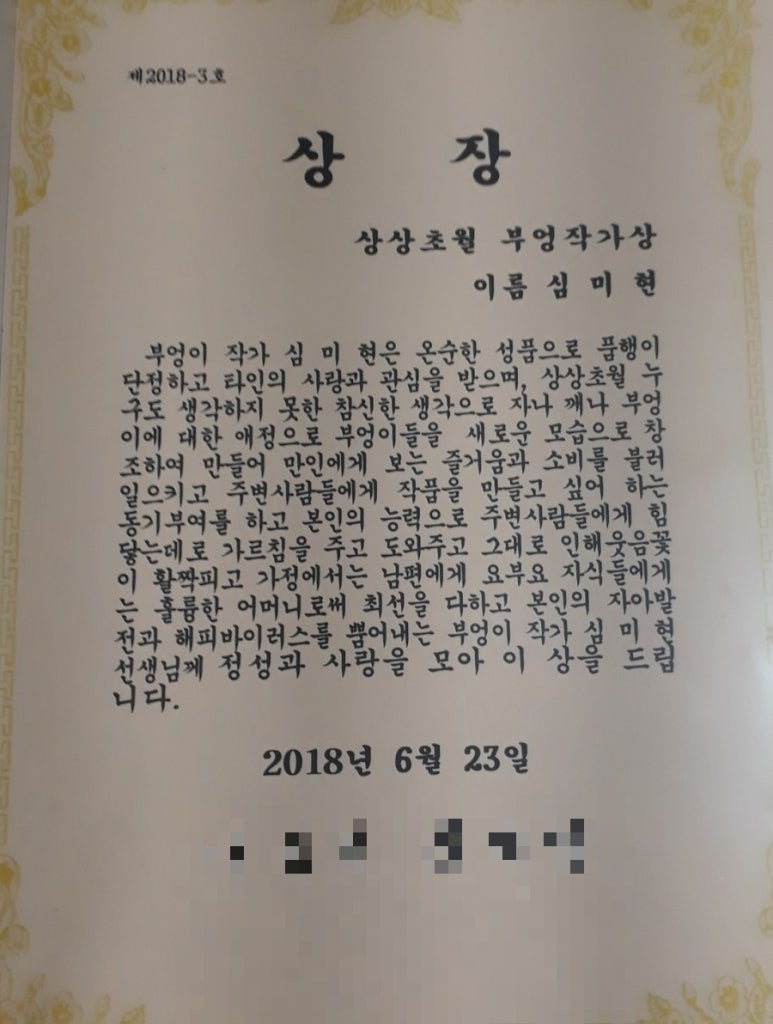 제2018-3호
상 장
상상초월 부엉작가상
이름 심 미 현
부엉이 작가 심 미 현은 온순한 성품으로 품행이
단정하고 타인의 사랑과 관심을 받으며, 상상초월 누
구도 생각하지 못한 참신한 생각으로 자나 깨나 부엉
이에 대한 애정으로 부엉이들을 새로운 모습으로 창
조하여 만들어 만인에게 보는 즐거움과 소비를 불러
일으키고 주변사람들에게 작품을 만들고 싶어 하는
동기부여를 하고 본인의 능력으로 주변사람들에게 힘
닿는데로 가르침을 주고 도와주고 그대로 인해웃음꽃
이 활짝피고 가정에서는 남편에게 요부요 자식들에게
는 훌륭한 어머니로써 최선을 다하고 본인의 자아발
전과 해피바이러스를 뿜어내는 부엉이 작가 심 미 현
선생님께 정성과 사랑을 모아 이 상을 드립
니다.
2018년 6월 23일